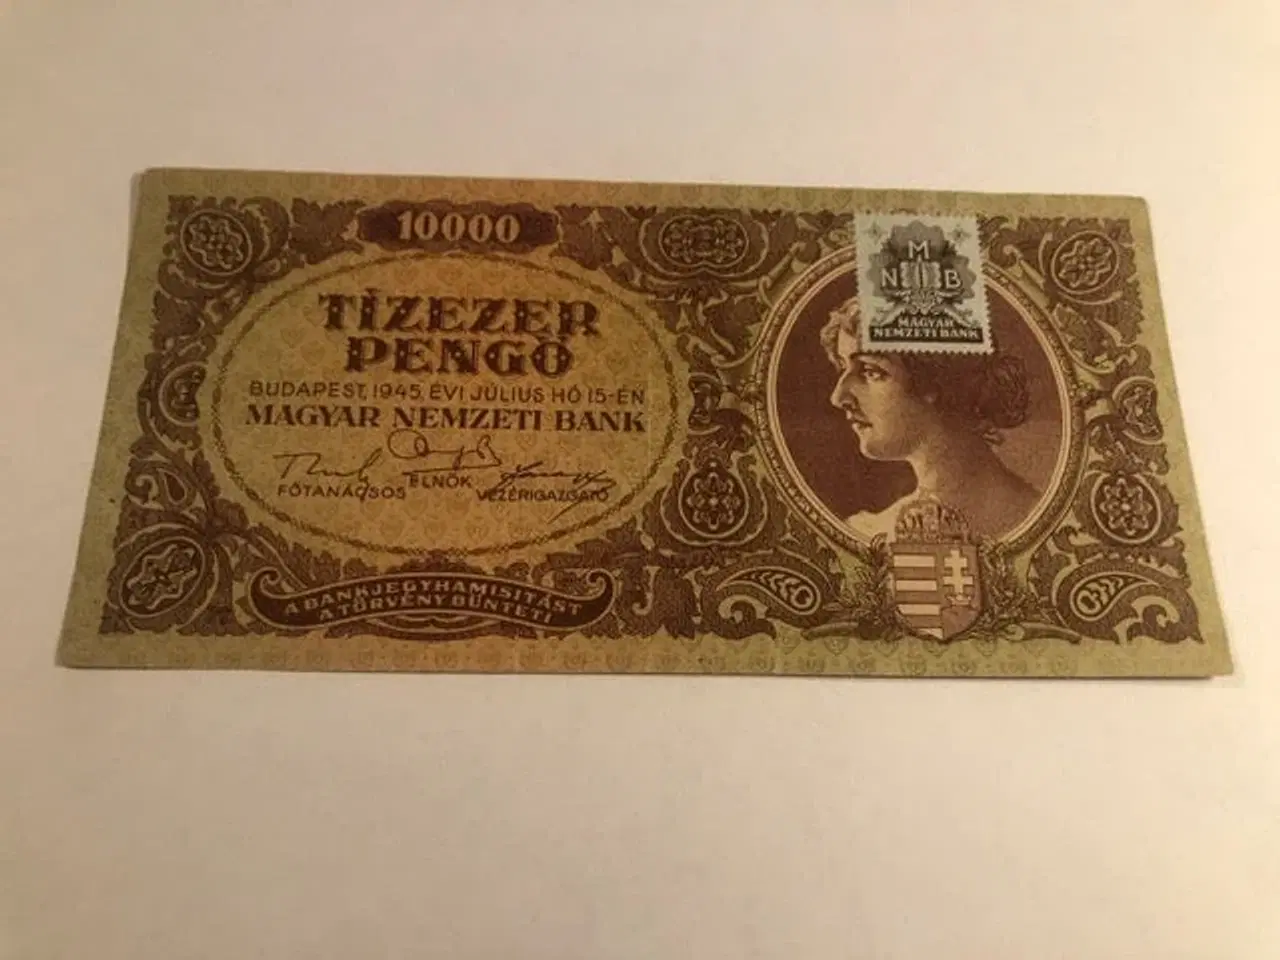 10000
TÍZEZER
PENGŐ
BUDAPEST, 1945. ÉVI JÚLIUS HÓ 15-ÉN
MAGYAR NEMZETI BANK
FŐTANÁCSOS
ELNÖK
VEZÉRIGAZGATÓ
A BANKJEGYHAMISÍTÁST
A TÖRVÉNY BÜNTETI
M
N B
MAGYAR
NEMZETI BANK